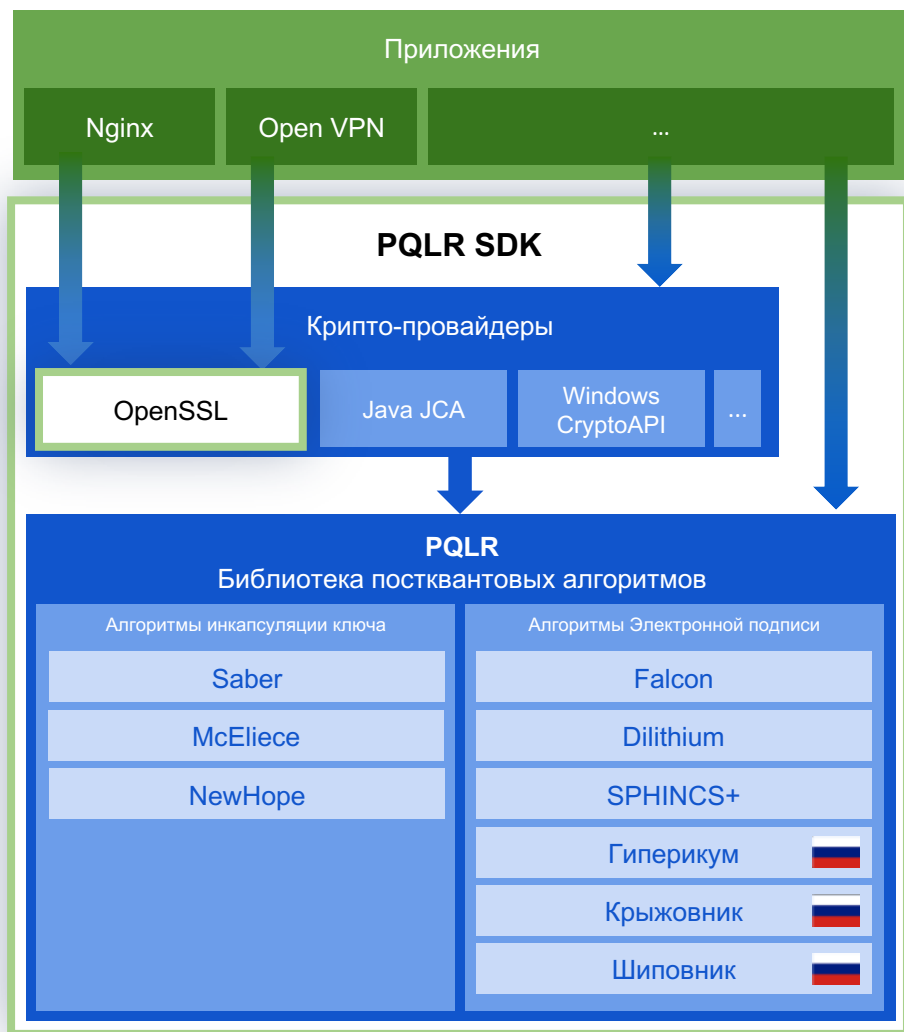 Приложения
Nginx
Open VPN
...
PQLR SDK
Крипто-провайдеры
OpenSSL
Java JCA
Windows
CryptoAPI
...
PQLR
Библиотека постквантовых алгоритмов
Алгоритмы инкапсуляции ключа
Saber
McEliece
NewHope
Алгоритмы Электронной подписи
Falcon
Dilithium
SPHINCS+
Гиперикум
Крыжовник
Шиповник